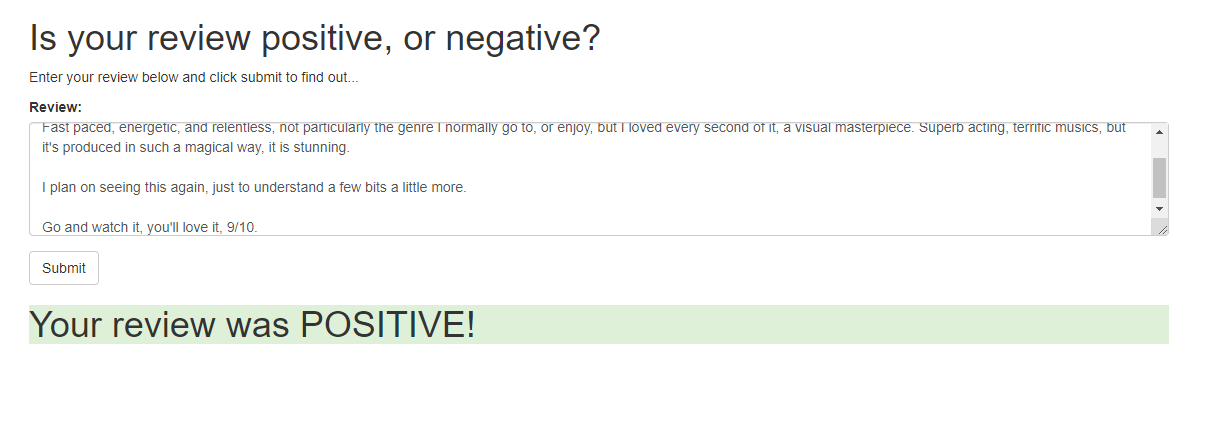 Is your review positive, or negative?
Enter your review below and click submit to find out...
Review:
Fast paced, energetic, and relentless, not particularly the genre I normally go to, or enjoy, but I loved every second of it, a visual masterpiece. Superb acting, terrific musics, but
it's produced in such a magical way, it is stunning.
I plan on seeing this again, just to understand a few bits a little more.
Go and watch it, you'll love it, 9/10.
Submit
Your review was POSITIVE!